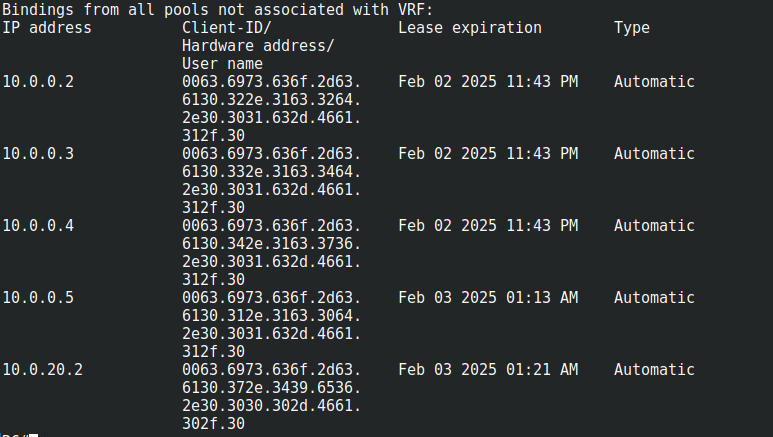 Bindings from all pools not associated with VRF:
IP address Client-ID/ Lease expiration Type
Hardware address/
User name
10.0.0.2 0063.6973.636f.2d63. Feb 02 2025 11:43 PM Automatic
6130.322e.3163.3264.
2e30.3031.632d.4661.
312f.30
10.0.0.3 0063.6973.636f.2d63. Feb 02 2025 11:43 PM Automatic
6130.332e.3163.3464.
2e30.3031.632d.4661.
312f.30
10.0.0.4 0063.6973.636f.2d63. Feb 02 2025 11:43 PM Automatic
6130.342e.3163.3736.
2e30.3031.632d.4661.
312f.30
10.0.0.5 0063.6973.636f.2d63. Feb 03 2025 01:13 AM Automatic
6130.312e.3163.3064.
2e30.3031.632d.4661.
312f.30
10.0.20.2 0063.6973.636f.2d63. Feb 03 2025 01:21 AM Automatic
6130.372e.3439.6536.
2e30.3030.302d.4661.
302f.30